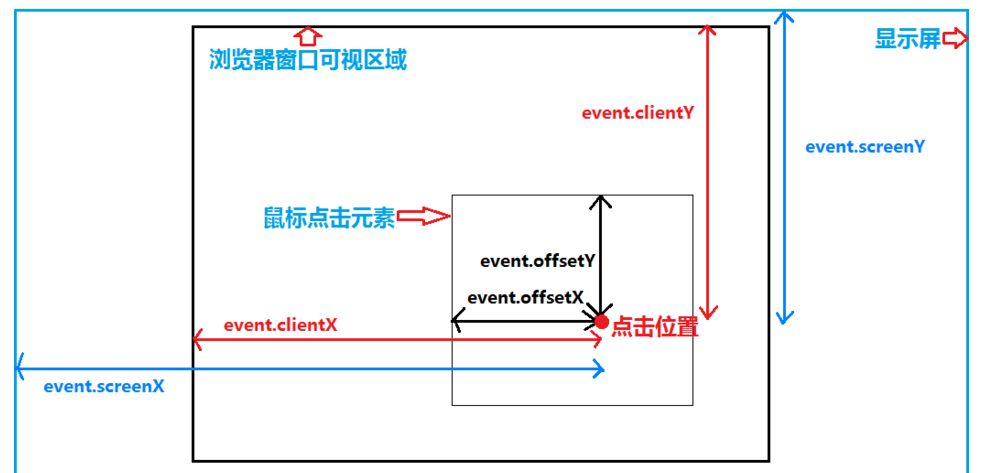 显示屏
浏览器窗口可视区域
event.clientY
event.screenY
鼠标点击元素
event.offsetY
event.offsetX
event.clientX
点击位置
event.screenX